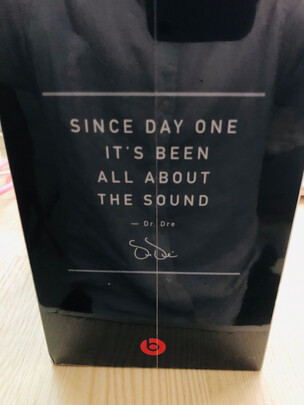 SINCE DAY ONE
IT'S BEEN
ALL ABOUT
THE SOUND
— Dr. Dre